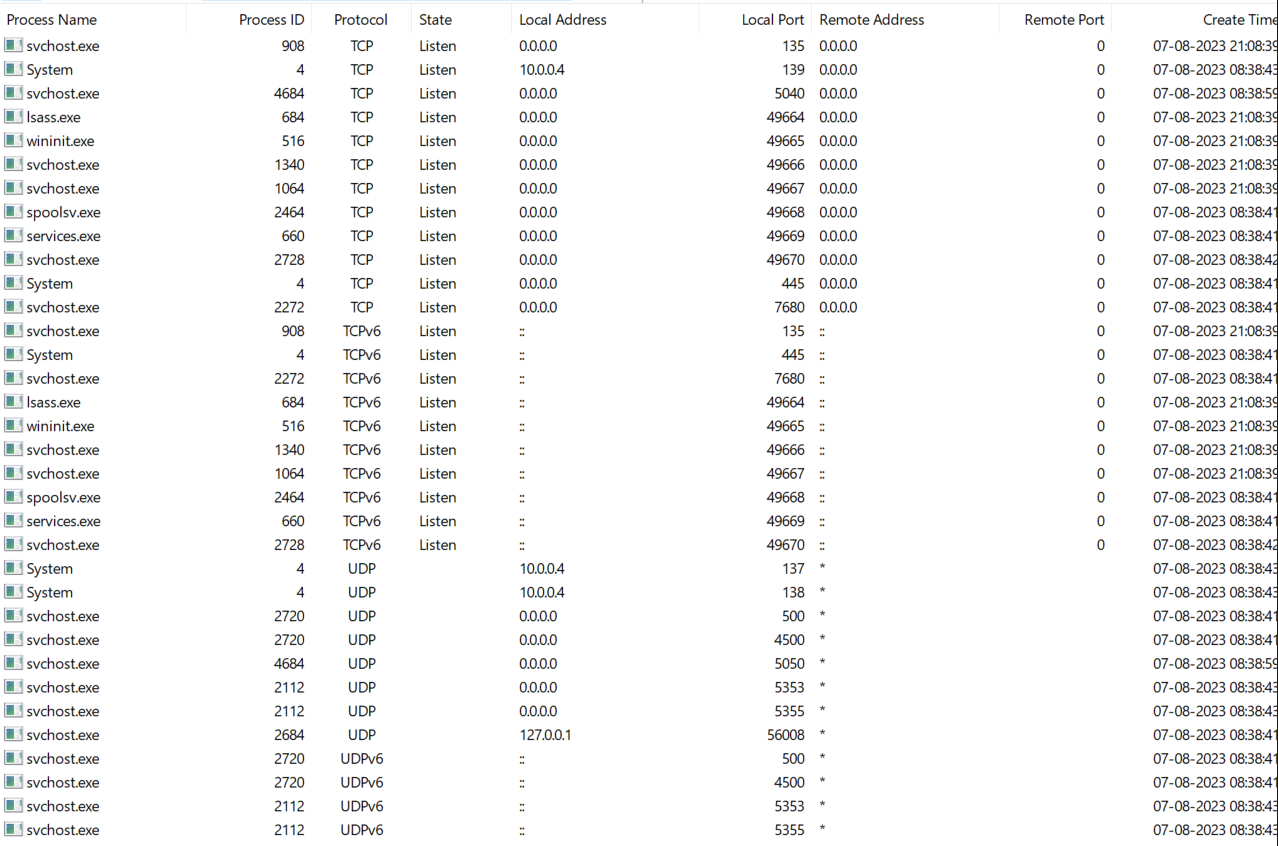 Process Name Process ID Protocol State Local Address Local Port Remote Address Remote Port Create Time
svchost.exe 908 TCP Listen 0.0.0.0 135 0.0.0.0 0 07-08-2023 21:08:39
System 4 TCP Listen 10.0.0.4 139 0.0.0.0 0 07-08-2023 08:38:43
svchost.exe 4684 TCP Listen 0.0.0.0 5040 0.0.0.0 0 07-08-2023 08:38:59
lsass.exe 684 TCP Listen 0.0.0.0 49664 0.0.0.0 0 07-08-2023 21:08:39
wininit.exe 516 TCP Listen 0.0.0.0 49665 0.0.0.0 0 07-08-2023 21:08:39
svchost.exe 1340 TCP Listen 0.0.0.0 49666 0.0.0.0 0 07-08-2023 21:08:39
svchost.exe 1064 TCP Listen 0.0.0.0 49667 0.0.0.0 0 07-08-2023 21:08:39
spoolsv.exe 2464 TCP Listen 0.0.0.0 49668 0.0.0.0 0 07-08-2023 08:38:41
services.exe 660 TCP Listen 0.0.0.0 49669 0.0.0.0 0 07-08-2023 08:38:41
svchost.exe 2728 TCP Listen 0.0.0.0 49670 0.0.0.0 0 07-08-2023 08:38:42
System 4 TCP Listen 0.0.0.0 445 0.0.0.0 0 07-08-2023 08:38:41
svchost.exe 2272 TCP Listen 0.0.0.0 7680 0.0.0.0 0 07-08-2023 08:38:41
svchost.exe 908 TCPv6 Listen :: 135 :: 0 07-08-2023 21:08:39
System 4 TCPv6 Listen :: 445 :: 0 07-08-2023 08:38:41
svchost.exe 2272 TCPv6 Listen :: 7680 :: 0 07-08-2023 08:38:41
lsass.exe 684 TCPv6 Listen :: 49664 :: 0 07-08-2023 21:08:39
wininit.exe 516 TCPv6 Listen :: 49665 :: 0 07-08-2023 21:08:39
svchost.exe 1340 TCPv6 Listen :: 49666 :: 0 07-08-2023 21:08:39
svchost.exe 1064 TCPv6 Listen :: 49667 :: 0 07-08-2023 21:08:39
spoolsv.exe 2464 TCPv6 Listen :: 49668 :: 0 07-08-2023 08:38:41
services.exe 660 TCPv6 Listen :: 49669 :: 0 07-08-2023 08:38:41
svchost.exe 2728 TCPv6 Listen :: 49670 :: 0 07-08-2023 08:38:42
System 4 UDP 10.0.0.4 137 * 07-08-2023 08:38:43
System 4 UDP 10.0.0.4 138 * 07-08-2023 08:38:43
svchost.exe 2720 UDP 0.0.0.0 500 * 07-08-2023 08:38:41
svchost.exe 2720 UDP 0.0.0.0 4500 * 07-08-2023 08:38:41
svchost.exe 4684 UDP 0.0.0.0 5050 * 07-08-2023 08:38:59
svchost.exe 2112 UDP 0.0.0.0 5353 * 07-08-2023 08:38:43
svchost.exe 2112 UDP 0.0.0.0 5355 * 07-08-2023 08:38:43
svchost.exe 2684 UDP 127.0.0.1 56008 * 07-08-2023 08:38:41
svchost.exe 2720 UDPv6 :: 500 * 07-08-2023 08:38:41
svchost.exe 2720 UDPv6 :: 4500 * 07-08-2023 08:38:41
svchost.exe 2112 UDPv6 :: 5353 * 07-08-2023 08:38:43
svchost.exe 2112 UDPv6 :: 5355 * 07-08-2023 08:38:43